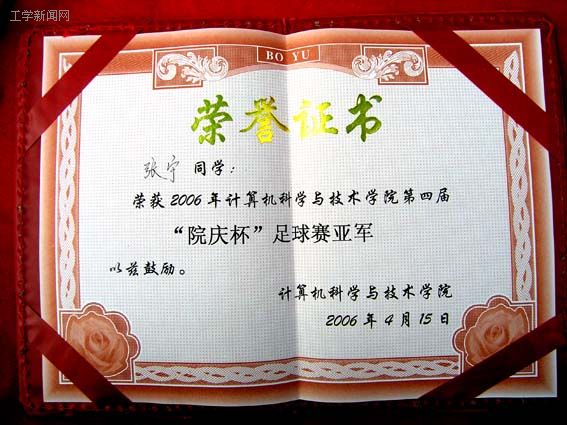 工学新闻网
BO YU
荣誉证书
张宇 同学：
荣获2006年计算机科学与技术学院第四届
“院庆杯”足球赛亚军
以兹鼓励。
计算机科学与技术学院
2006年4月15日